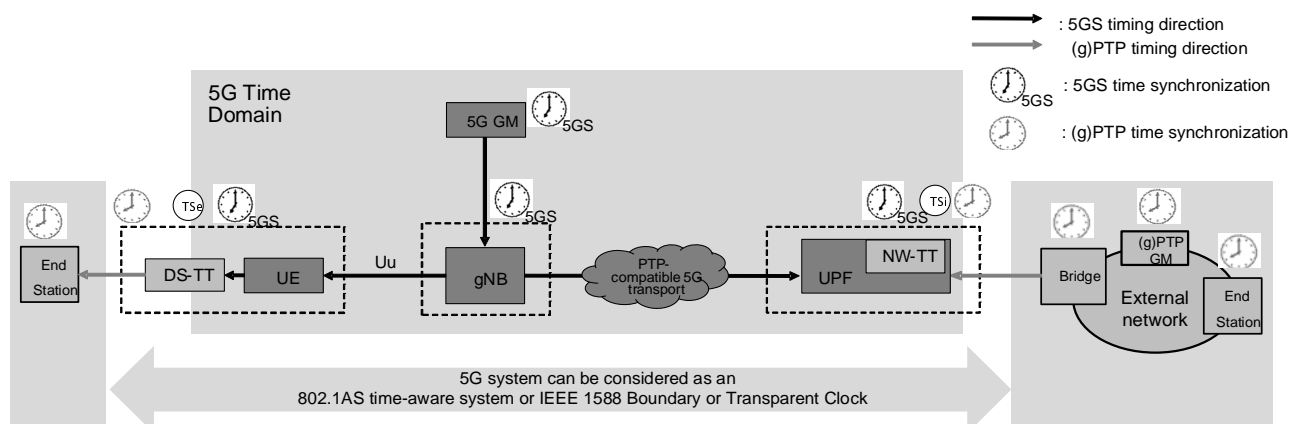 : 5GS timing direction
: (g)PTP timing direction
5GS : 5GS time synchronization
: (g)PTP time synchronization
5G Time
Domain
5G GM
5GS
5GS
TSe
5GS
5GS
TSi
End
Station
DS-TT
UE
Uu
gNB
PTP-
compatible 5G
transport
UPF
NW-TT
Bridge
(g)PTP
GM
External
network
End
Station
5G system can be considered as an
802.1AS time-aware system or IEEE 1588 Boundary or Transparent Clock